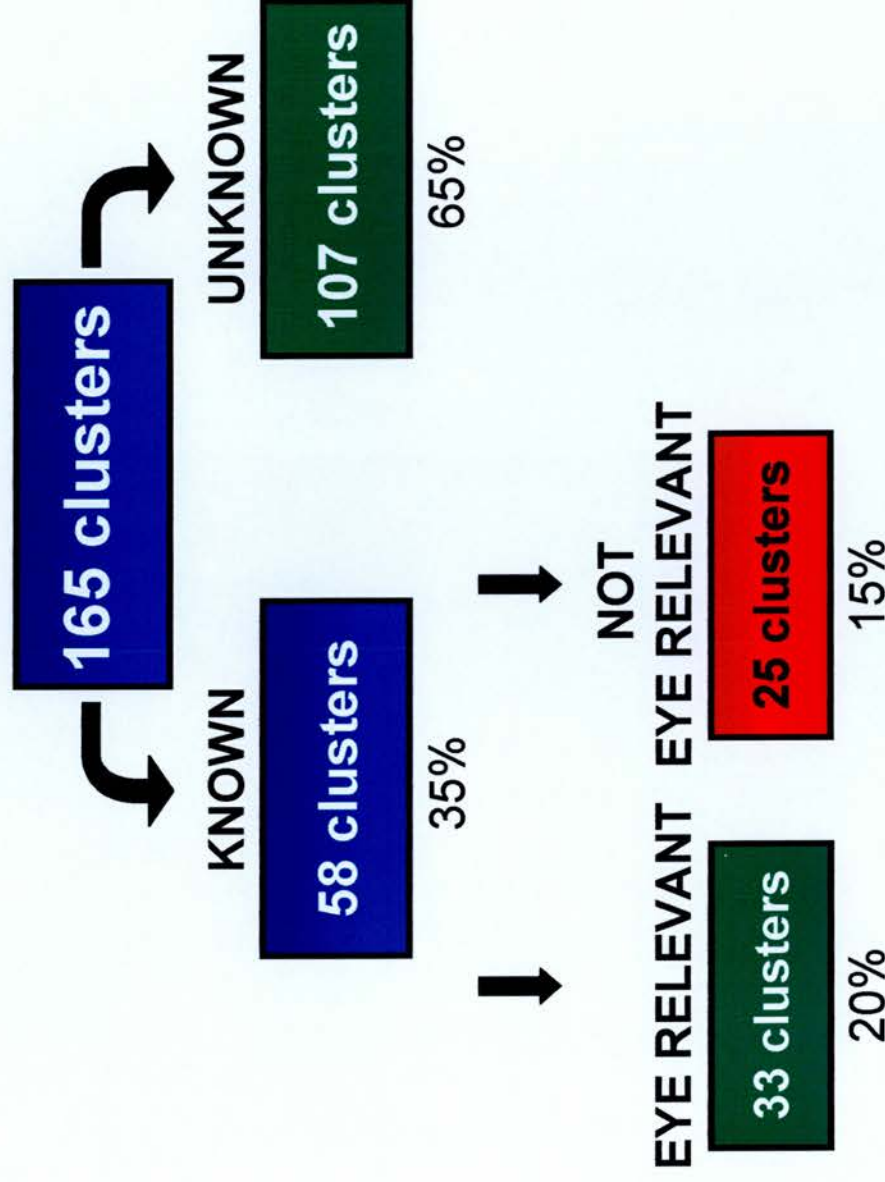 165 clusters
KNOWN
UNKNOWN
58 clusters
107 clusters
35%
65%
EYE RELEVANT
NOT
EYE RELEVANT
33 clusters
25 clusters
20%
15%